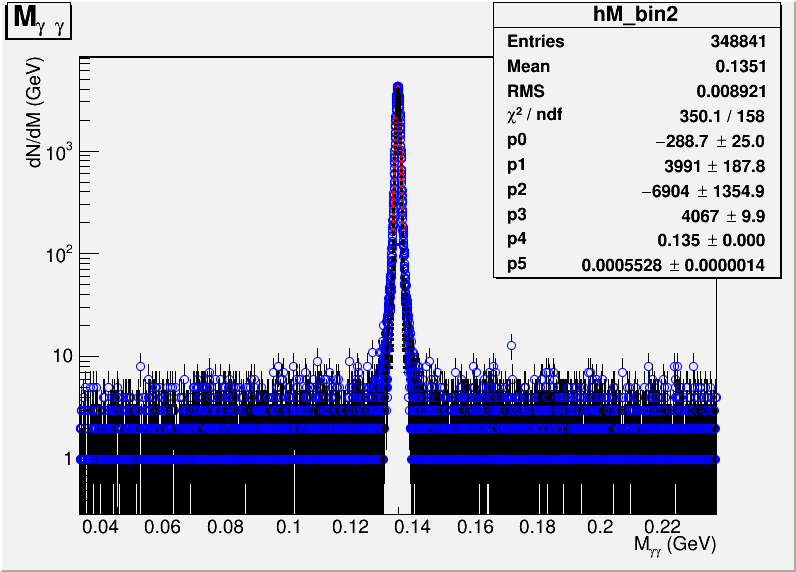 M_γ γ
hM_bin2
Entries 348841
Mean 0.1351
RMS 0.008921
χ² / ndf 350.1 / 158
p0 −288.7 ± 25.0
p1 3991 ± 187.8
p2 −6904 ± 1354.9
p3 4067 ± 9.9
p4 0.135 ± 0.000
p5 0.0005528 ± 0.0000014
dN/dM (GeV)
10³
10²
10
1
0.04 0.06 0.08 0.1 0.12 0.14 0.16 0.18 0.2 0.22
M_γγ (GeV)